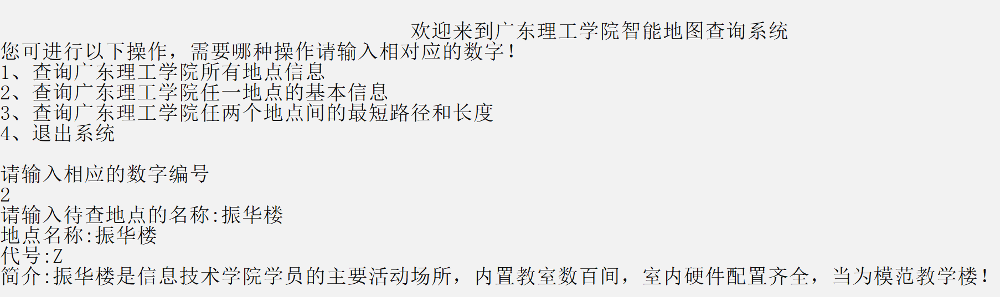 欢迎来到广东理工学院智能地图查询系统
您可进行以下操作，需要哪种操作请输入相对应的数字！
1、查询广东理工学院所有地点信息
2、查询广东理工学院任一地点的基本信息
3、查询广东理工学院任两个地点间的最短路径和长度
4、退出系统
请输入相应的数字编号
2
请输入待查地点的名称:振华楼
地点名称:振华楼
代号:Z
简介:振华楼是信息技术学院学员的主要活动场所，内置教室数百间，室内硬件配置齐全，当为模范教学楼！